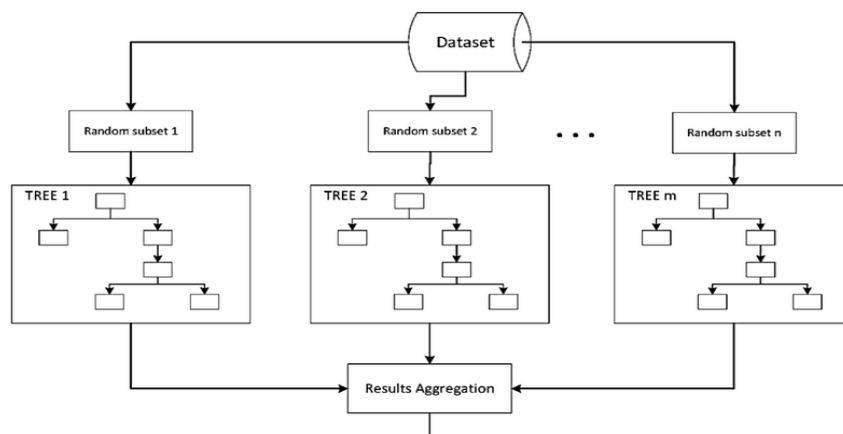 Dataset
Random subset 1
Random subset 2
. . .
Random subset n
TREE 1
TREE 2
TREE m
Results Aggregation